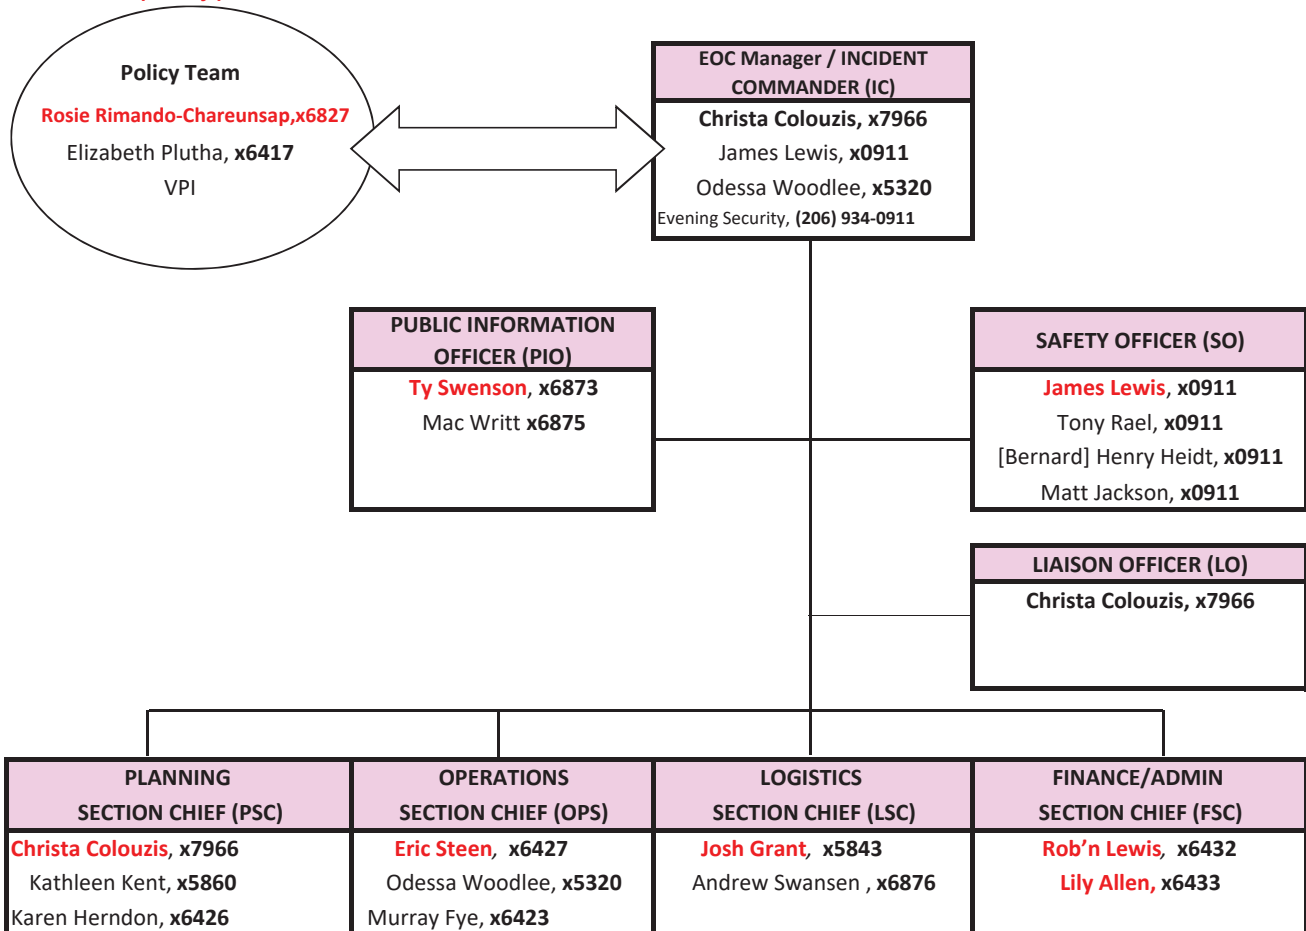 Policy Team
Rosie Rimando-Chareunsap,x6827
Elizabeth Plutha, x6417
VPI
EOC Manager / INCIDENT
COMMANDER (IC)
Christa Colouzis, x7966
James Lewis, x0911
Odessa Woodlee, x5320
Evening Security, (206) 934-0911
PUBLIC INFORMATION
OFFICER (PIO)
Ty Swenson, x6873
Mac Writt x6875
SAFETY OFFICER (SO)
James Lewis, x0911
Tony Rael, x0911
[Bernard] Henry Heidt, x0911
Matt Jackson, x0911
LIAISON OFFICER (LO)
Christa Colouzis, x7966
PLANNING
SECTION CHIEF (PSC)
Christa Colouzis, x7966
Kathleen Kent, x5860
Karen Herndon, x6426
OPERATIONS
SECTION CHIEF (OPS)
Eric Steen, x6427
Odessa Woodlee, x5320
Murray Fye, x6423
LOGISTICS
SECTION CHIEF (LSC)
Josh Grant, x5843
Andrew Swansen , x6876
FINANCE/ADMIN
SECTION CHIEF (FSC)
Rob’n Lewis, x6432
Lily Allen, x6433